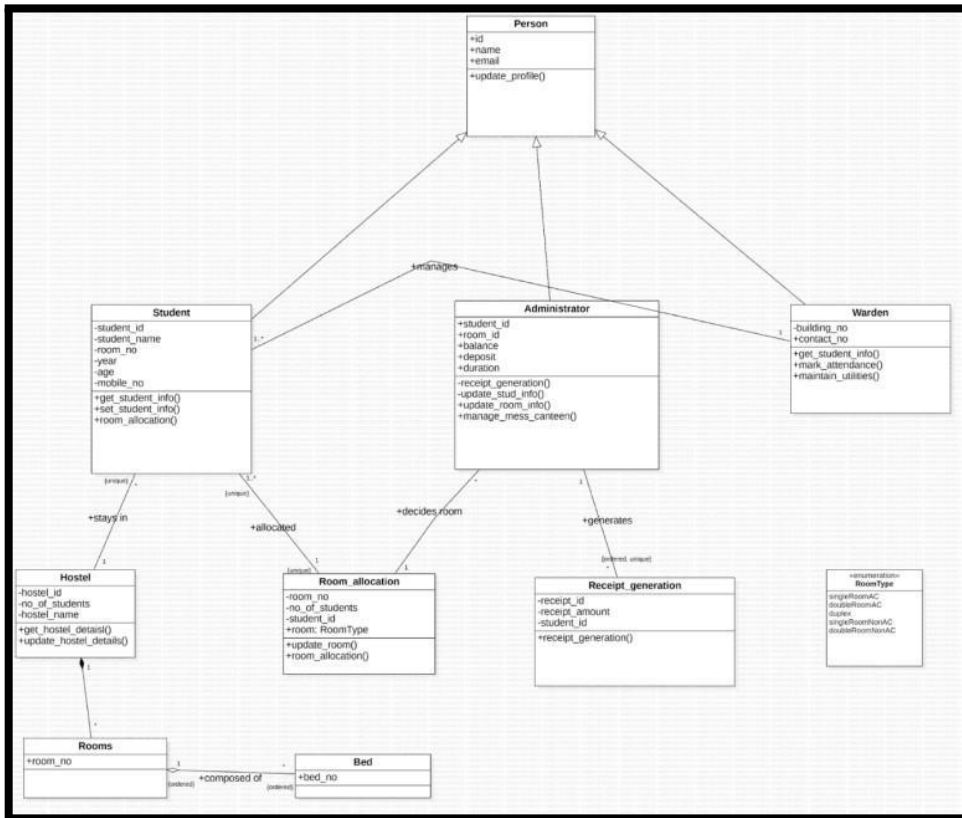 Person
+id
+name
+email
+update_profile()
+manages
Student
-student_id
-student_name
-room_no
-year
-age
-mobile_no
+get_student_info()
+set_student_info()
+room_allocation()
1..*
Administrator
+student_id
+room_id
+balance
+deposit
+duration
-receipt_generation()
-update_stud_info()
+update_room_info()
+manage_mess_canteen()
1
Warden
-building_no
+contact_no
+get_student_info()
+mark_attendance()
+maintain_utilities()
{unique}
*
+stays in
1
1..*
{unique}
+allocated
1
{unique}
*
+decides room
1
1
+generates
{ordered, unique}
*
Hostel
-hostel_id
-no_of_students
-hostel_name
+get_hostel_detaisl()
+update_hostel_details()
Room_allocation
-room_no
-no_of_students
-student_id
+room: RoomType
+update_room()
+room_allocation()
Receipt_generation
-receipt_id
-receipt_amount
-student_id
+receipt_generation()
«enumeration»
RoomType
singleRoomAC
doubleRoomAC
duplex
singleRoomNonAC
doubleRoomNonAC
1
*
Rooms
+room_no
1
{ordered}
+composed of
*
{ordered}
Bed
+bed_no